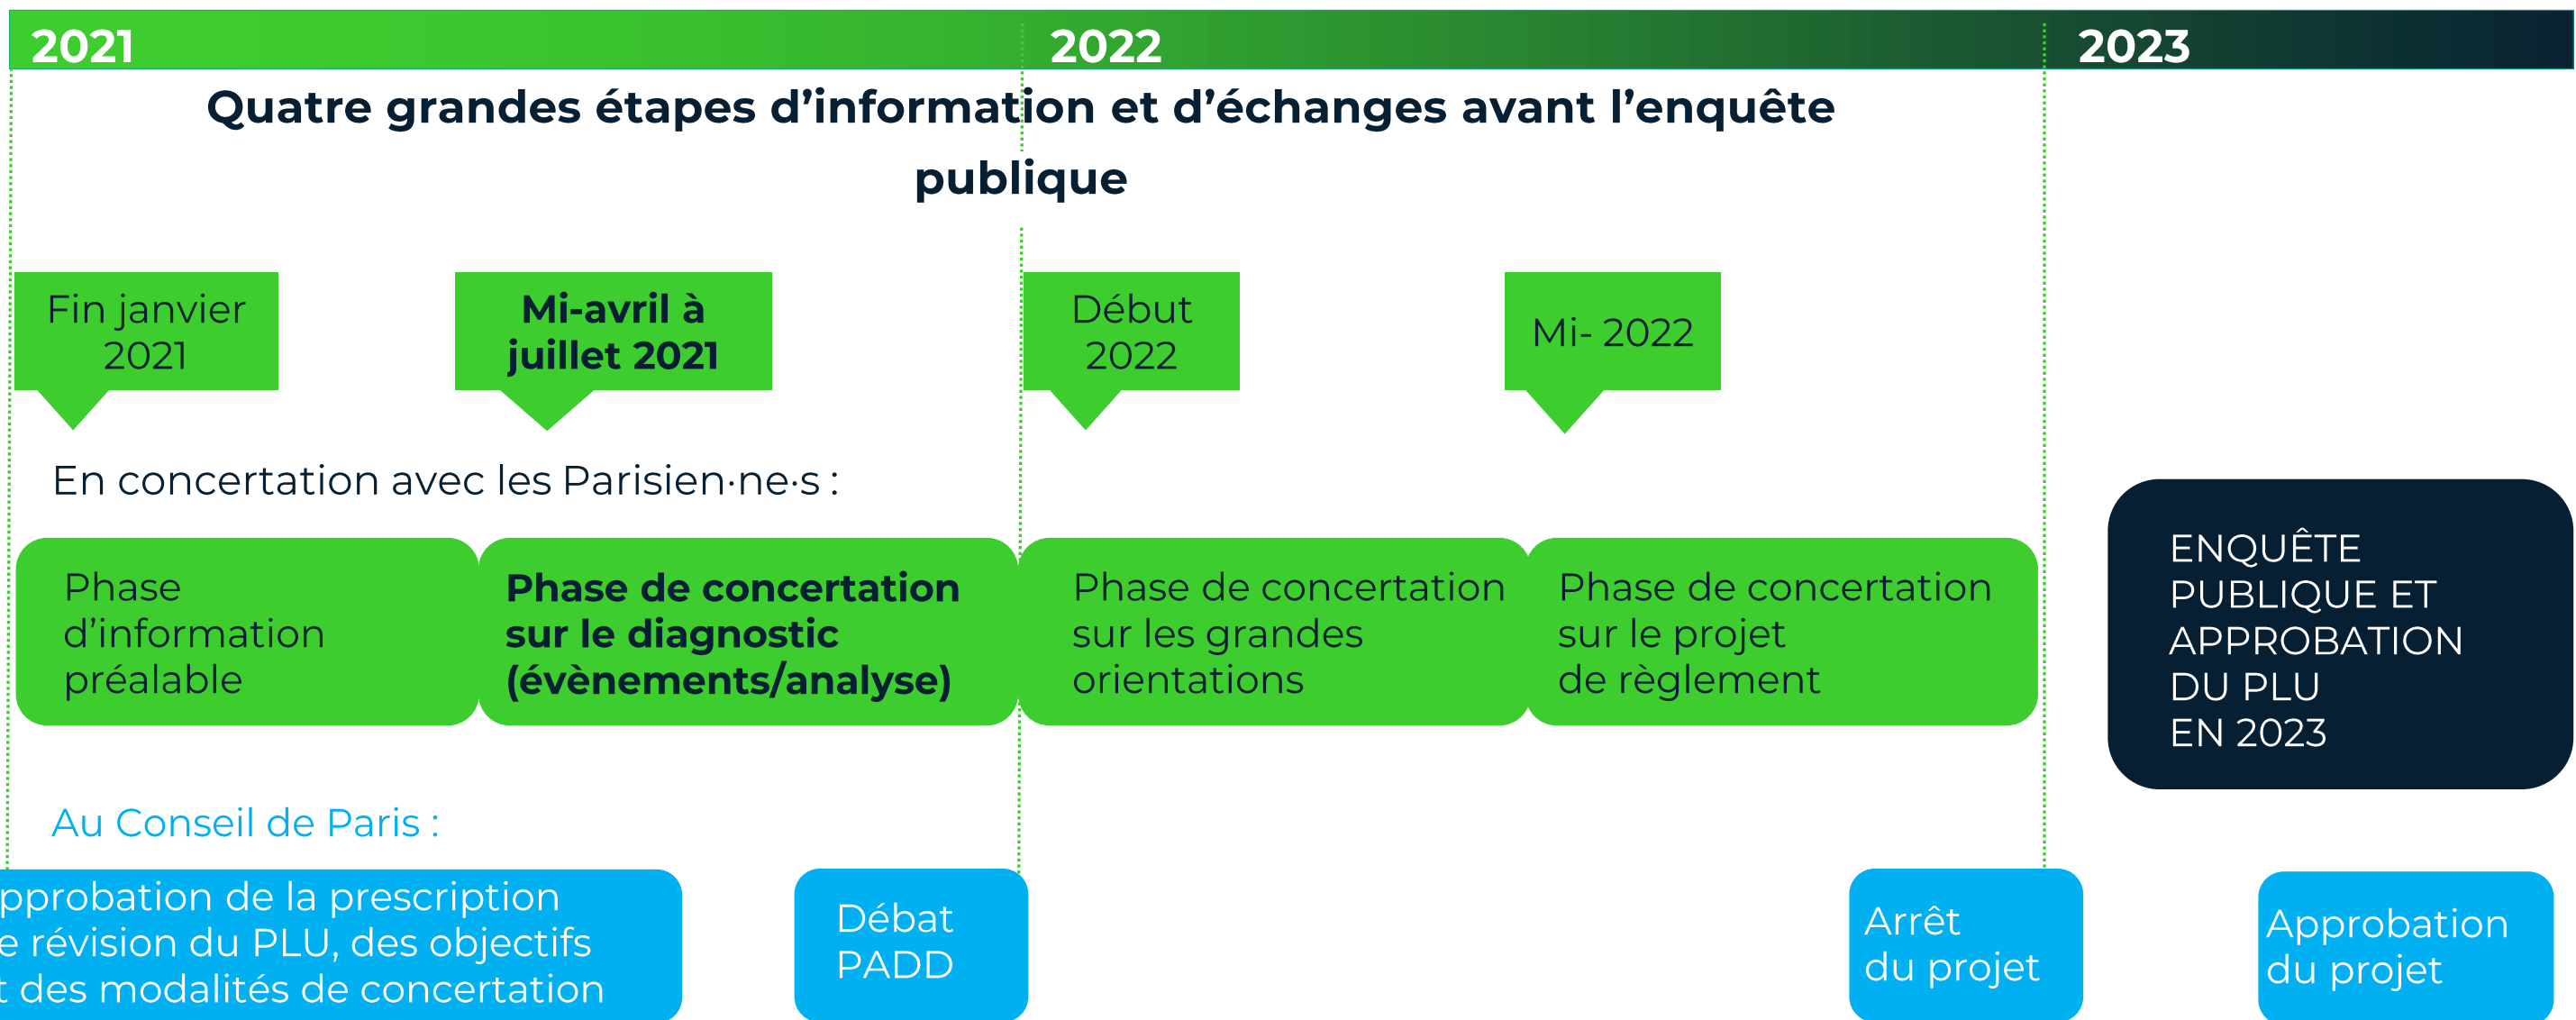 2021
2022
2023
Quatre grandes étapes d’information et d’échanges avant l’enquête
publique
Fin janvier
2021
Mi-avril à
juillet 2021
Début
2022
Mi- 2022
En concertation avec les Parisien·ne·s :
Phase
d’information
préalable
Phase de concertation
sur le diagnostic
(évènements/analyse)
Phase de concertation
sur les grandes
orientations
Phase de concertation
sur le projet
de règlement
ENQUÊTE
PUBLIQUE ET
APPROBATION
DU PLU
EN 2023
Au Conseil de Paris :
pprobation de la prescription
e révision du PLU, des objectifs
t des modalités de concertation
Débat
PADD
Arrêt
du projet
Approbation
du projet